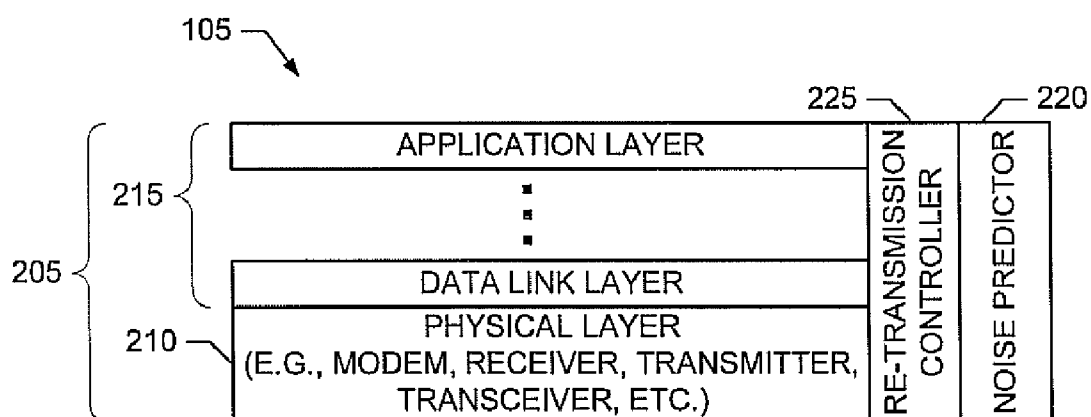 105
225
220
APPLICATION LAYER
215
205
DATA LINK LAYER
210
PHYSICAL LAYER
(E.G., MODEM, RECEIVER, TRANSMITTER,
TRANSCEIVER, ETC.)
RE-TRANSMISSION
CONTROLLER
NOISE PREDICTOR